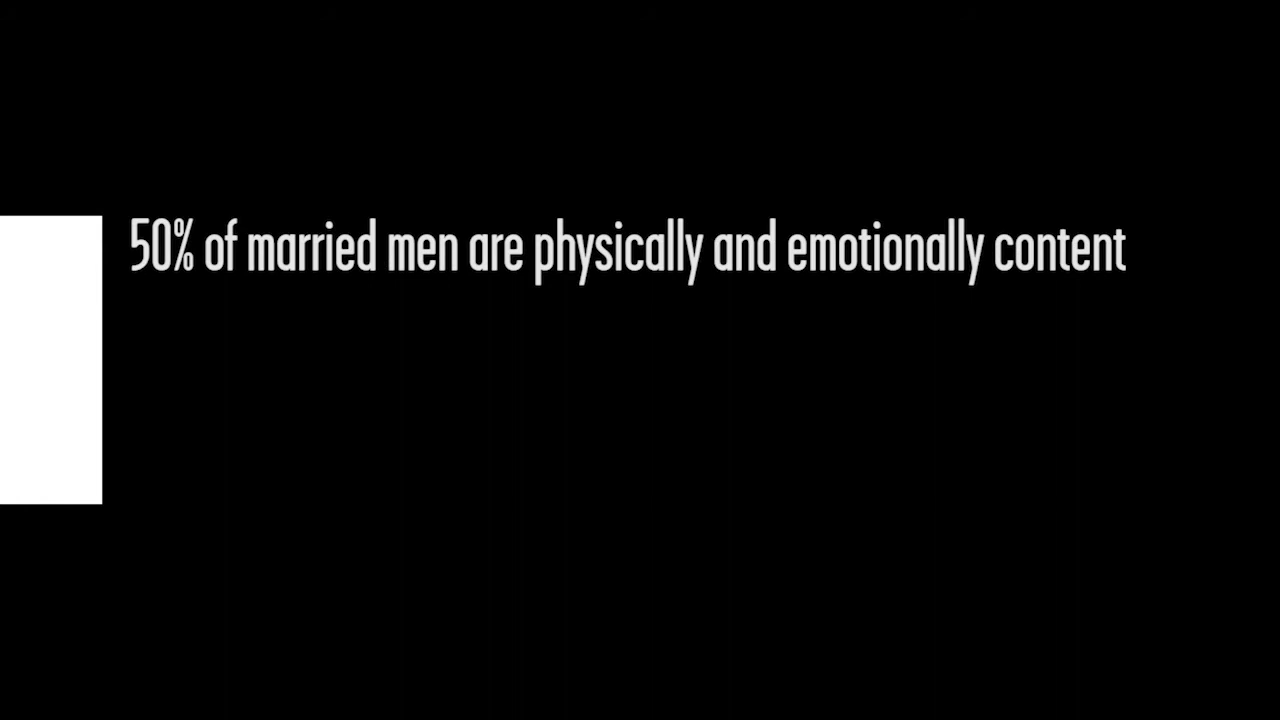 50% of married men are physically and emotionally content